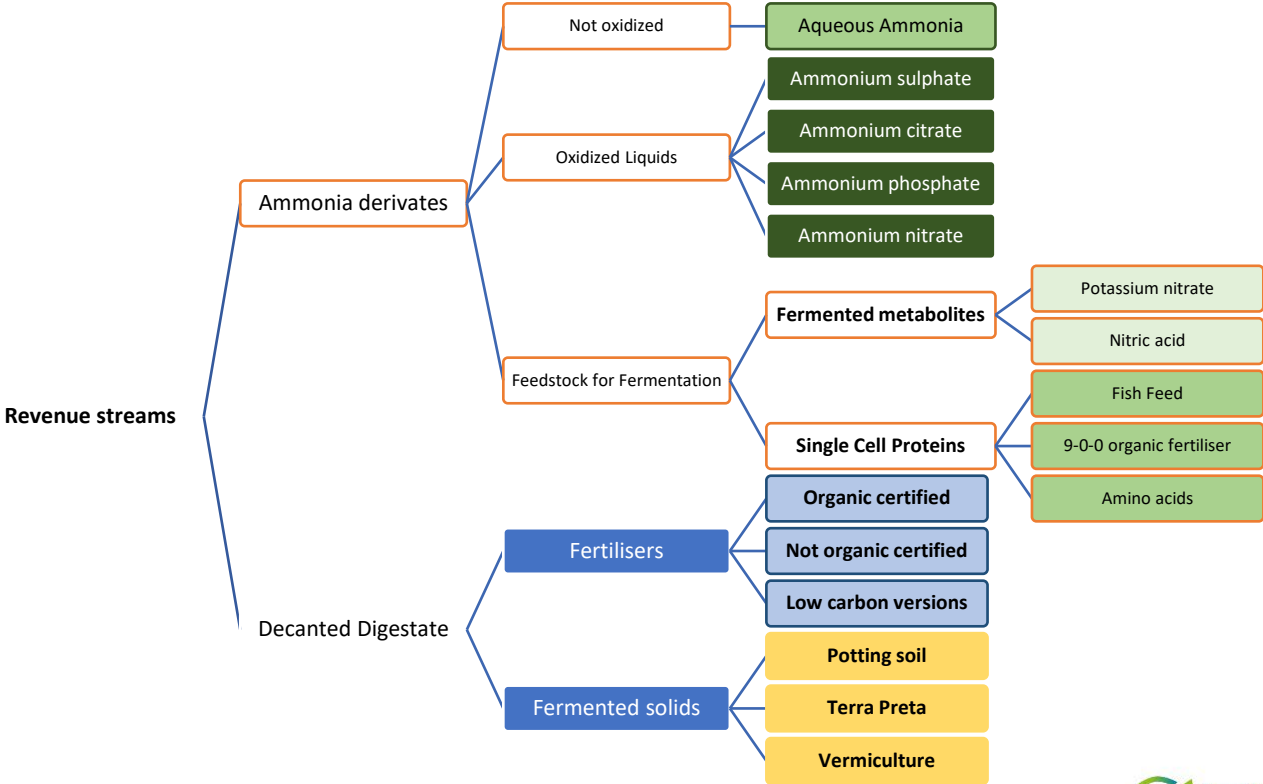 Revenue streams
Ammonia derivates
Not oxidized
Aqueous Ammonia
Oxidized Liquids
Ammonium sulphate
Ammonium citrate
Ammonium phosphate
Ammonium nitrate
Feedstock for Fermentation
Fermented metabolites
Potassium nitrate
Nitric acid
Single Cell Proteins
Fish Feed
9-0-0 organic fertiliser
Amino acids
Decanted Digestate
Fertilisers
Organic certified
Not organic certified
Low carbon versions
Fermented solids
Potting soil
Terra Preta
Vermiculture